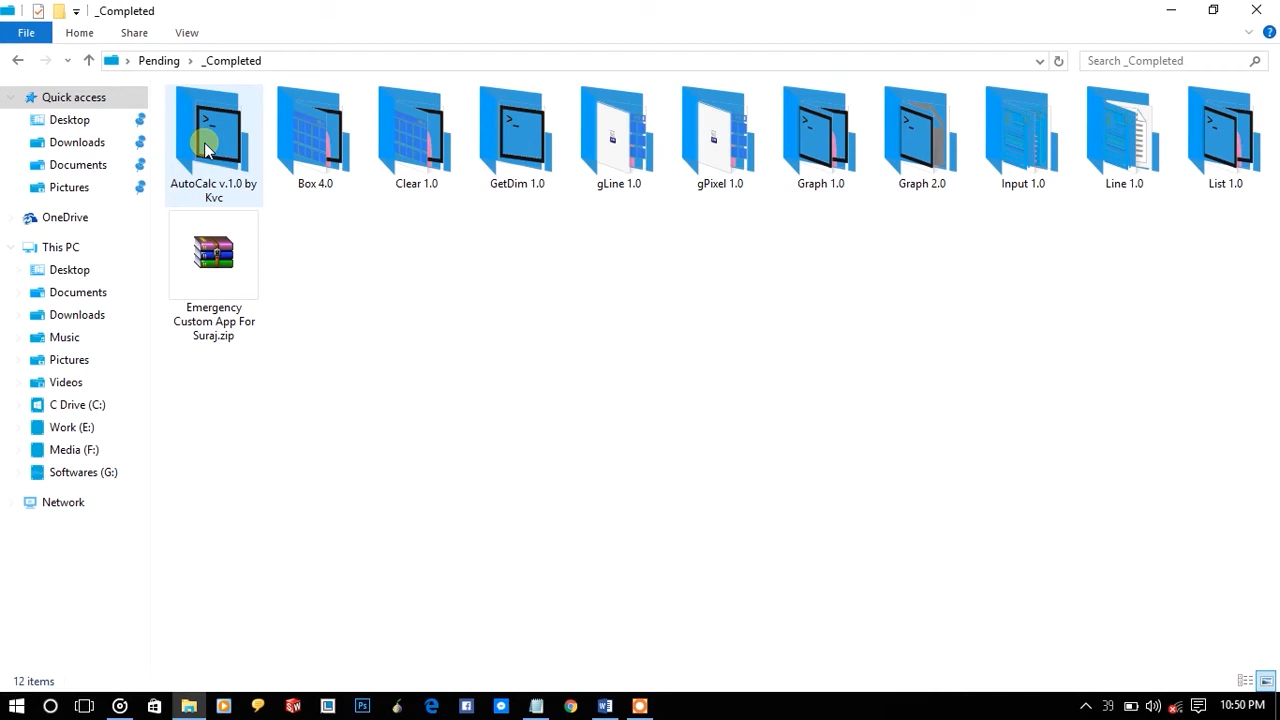 _Completed
File Home Share View
Pending _Completed
Search _Completed
Quick access
Desktop
Downloads
Documents
Pictures
OneDrive
This PC
Desktop
Documents
Downloads
Music
Pictures
Videos
C Drive (C:)
Work (E:)
Media (F:)
Softwares (G:)
Network
AutoCalc v.1.0 by
Kvc
Box 4.0
Clear 1.0
GetDim 1.0
gLine 1.0
gPixel 1.0
Graph 1.0
Graph 2.0
Input 1.0
Line 1.0
List 1.0
Emergency
Custom App For
Suraj.zip
12 items
39
10:50 PM